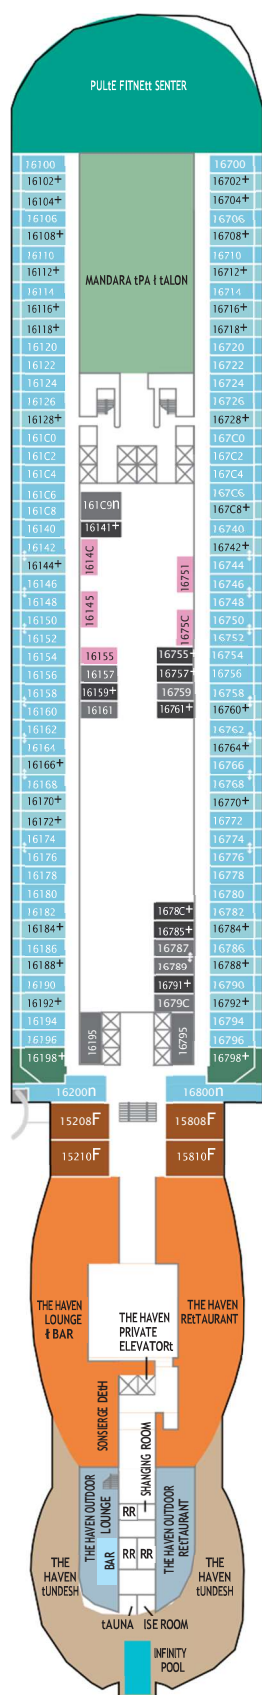 PULtE FITNEtt SENTER
16100 16700
16102+ 16702+
16104+ 16704+
16106 16706
16108+ 16708+
16110 16710
16112+ MANDARA tPA ł tALON 16712+
16114 16714
16116+ 16716+
16118+ 16718+
16120 16720
16122 16722
16124 16724
16126 16726
16128+ 16728+
161C0 167C0
161C2 167C2
161C4 167C4
161C6 167C6
161C8 161C9n 167C8+
16140 16141+ 16740
16142 1614C 16742+
16144+ 16751 16744
16146 16746
16148 16145 16748
16150 1675C 16750
16152 16752
16154 16155 16755+ 16754
16156 16157 16757+ 16756
16158 16159+ 16759 16758
16160 16161 16761+ 16760+
16162 16762
16164 16764+
16166+ 16766
16168 16768
16170+ 16770+
16172+ 16772
16174 16774
16176 16776
16178 16778
16180 16780
16182 1678C+ 16782
16184+ 16785+ 16784+
16186 16787 16786
16188+ 16789 16788+
16190 16791+ 16790
16192+ 1679C 16792+
16194 16195 16795 16794
16196 16796
16198+ 16798+
16200n 16800n
15208F 15808F
15210F 15810F
THE HAVEN
LOUNGE
ł BAR
THE HAVEN
REtTAURANT
THE HAVEN
PRIVATE
ELEVATORt
SONSIERGE DEtH
SHANGING ROOM
THE HAVEN OUTDOOR
LOUNGE
BAR
RR
RR RR
THE HAVEN OUTDOOR
REtTAURANT
THE
HAVEN
tUNDESH
THE
HAVEN
tUNDESH
tAUNA ISE ROOM
INFINITY
POOL